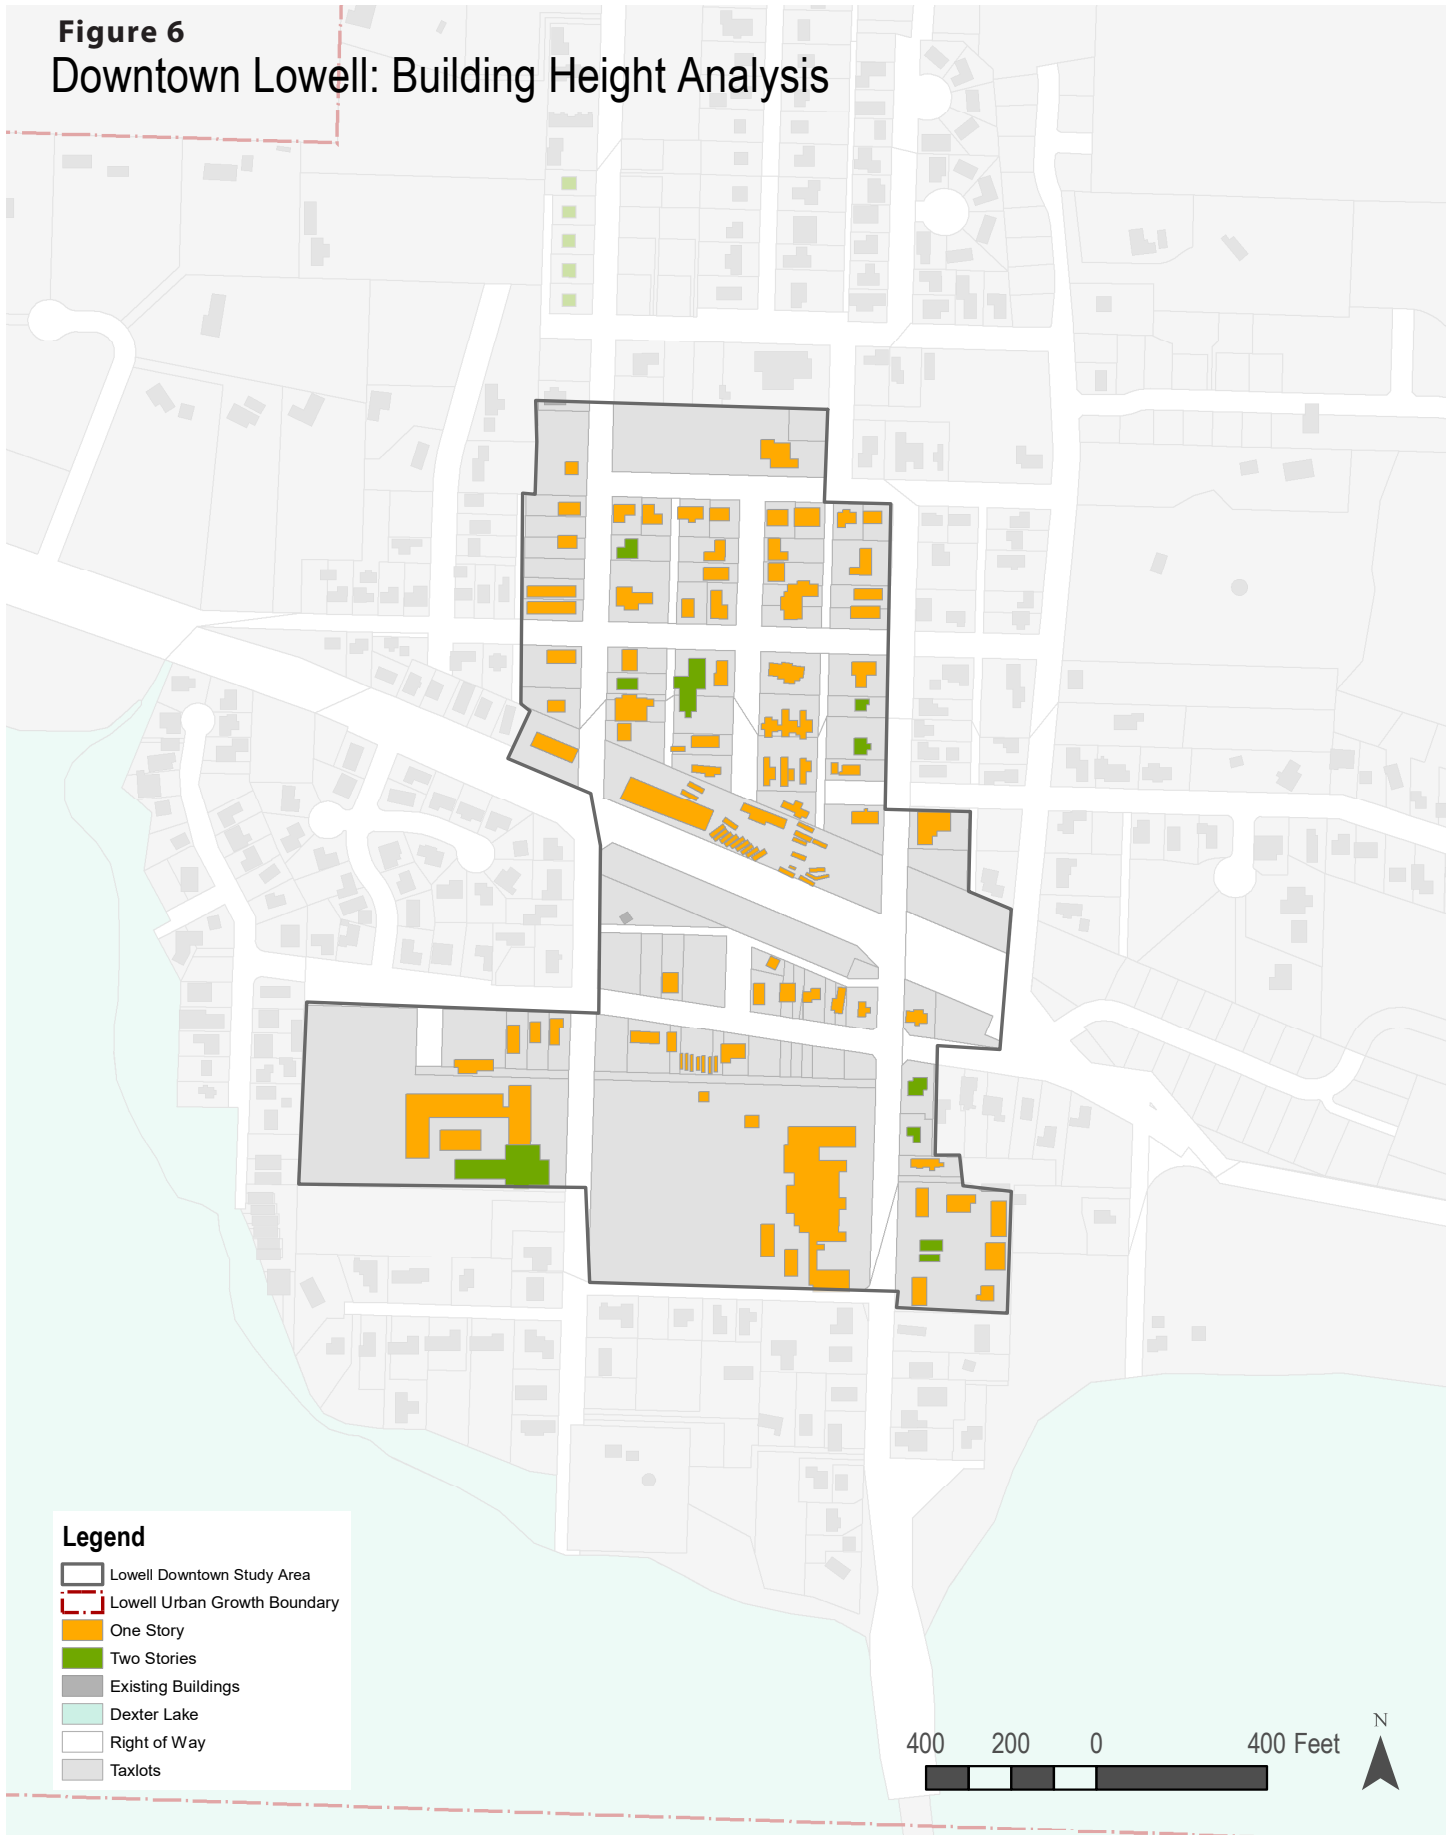 Figure 6
Downtown Lowell: Building Height Analysis
Legend
Lowell Downtown Study Area
Lowell Urban Growth Boundary
One Story
Two Stories
Existing Buildings
Dexter Lake
Right of Way
Taxlots
400 200 0 400 Feet
N